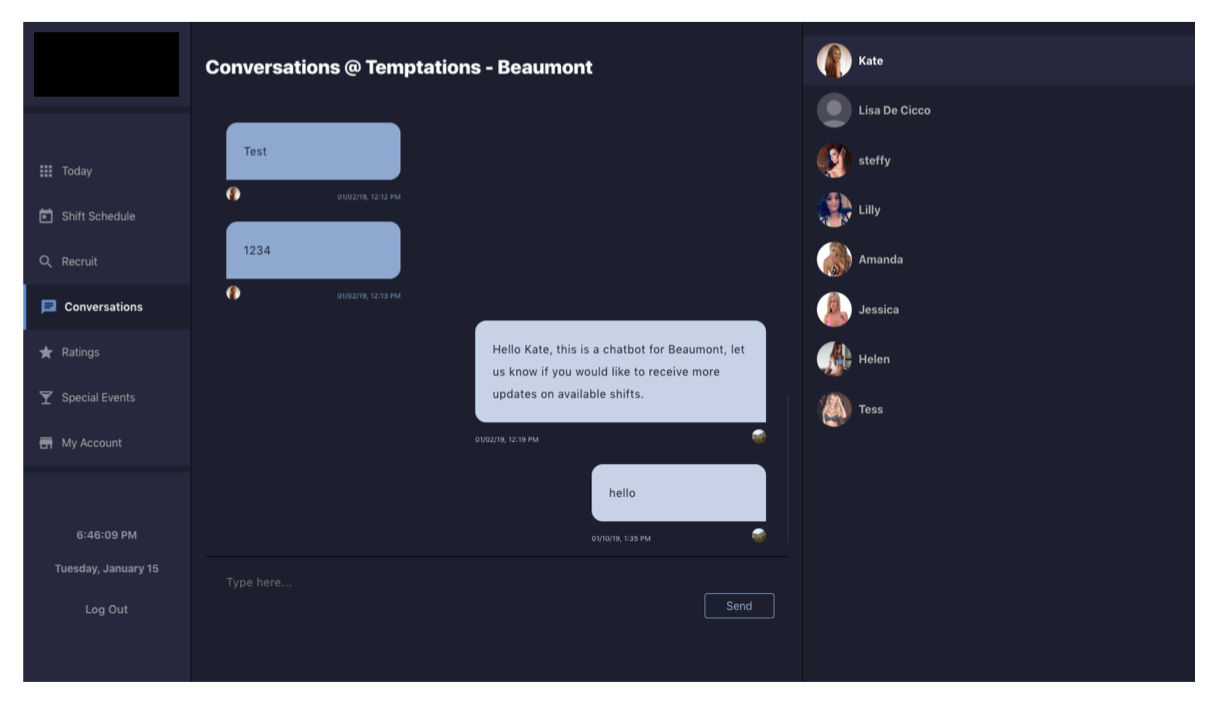 Conversations @ Temptations - Beaumont
Today
Shift Schedule
Recruit
Conversations
Ratings
Special Events
My Account
6:46:09 PM
Tuesday, January 15
Log Out
Test
01/02/19, 12:12 PM
1234
01/02/19, 12:13 PM
Hello Kate, this is a chatbot for Beaumont, let
us know if you would like to receive more
updates on available shifts.
01/02/19, 12:19 PM
hello
01/10/19, 1:35 PM
Type here...
Send
Kate
Lisa De Cicco
steffy
Lilly
Amanda
Jessica
Helen
Tess